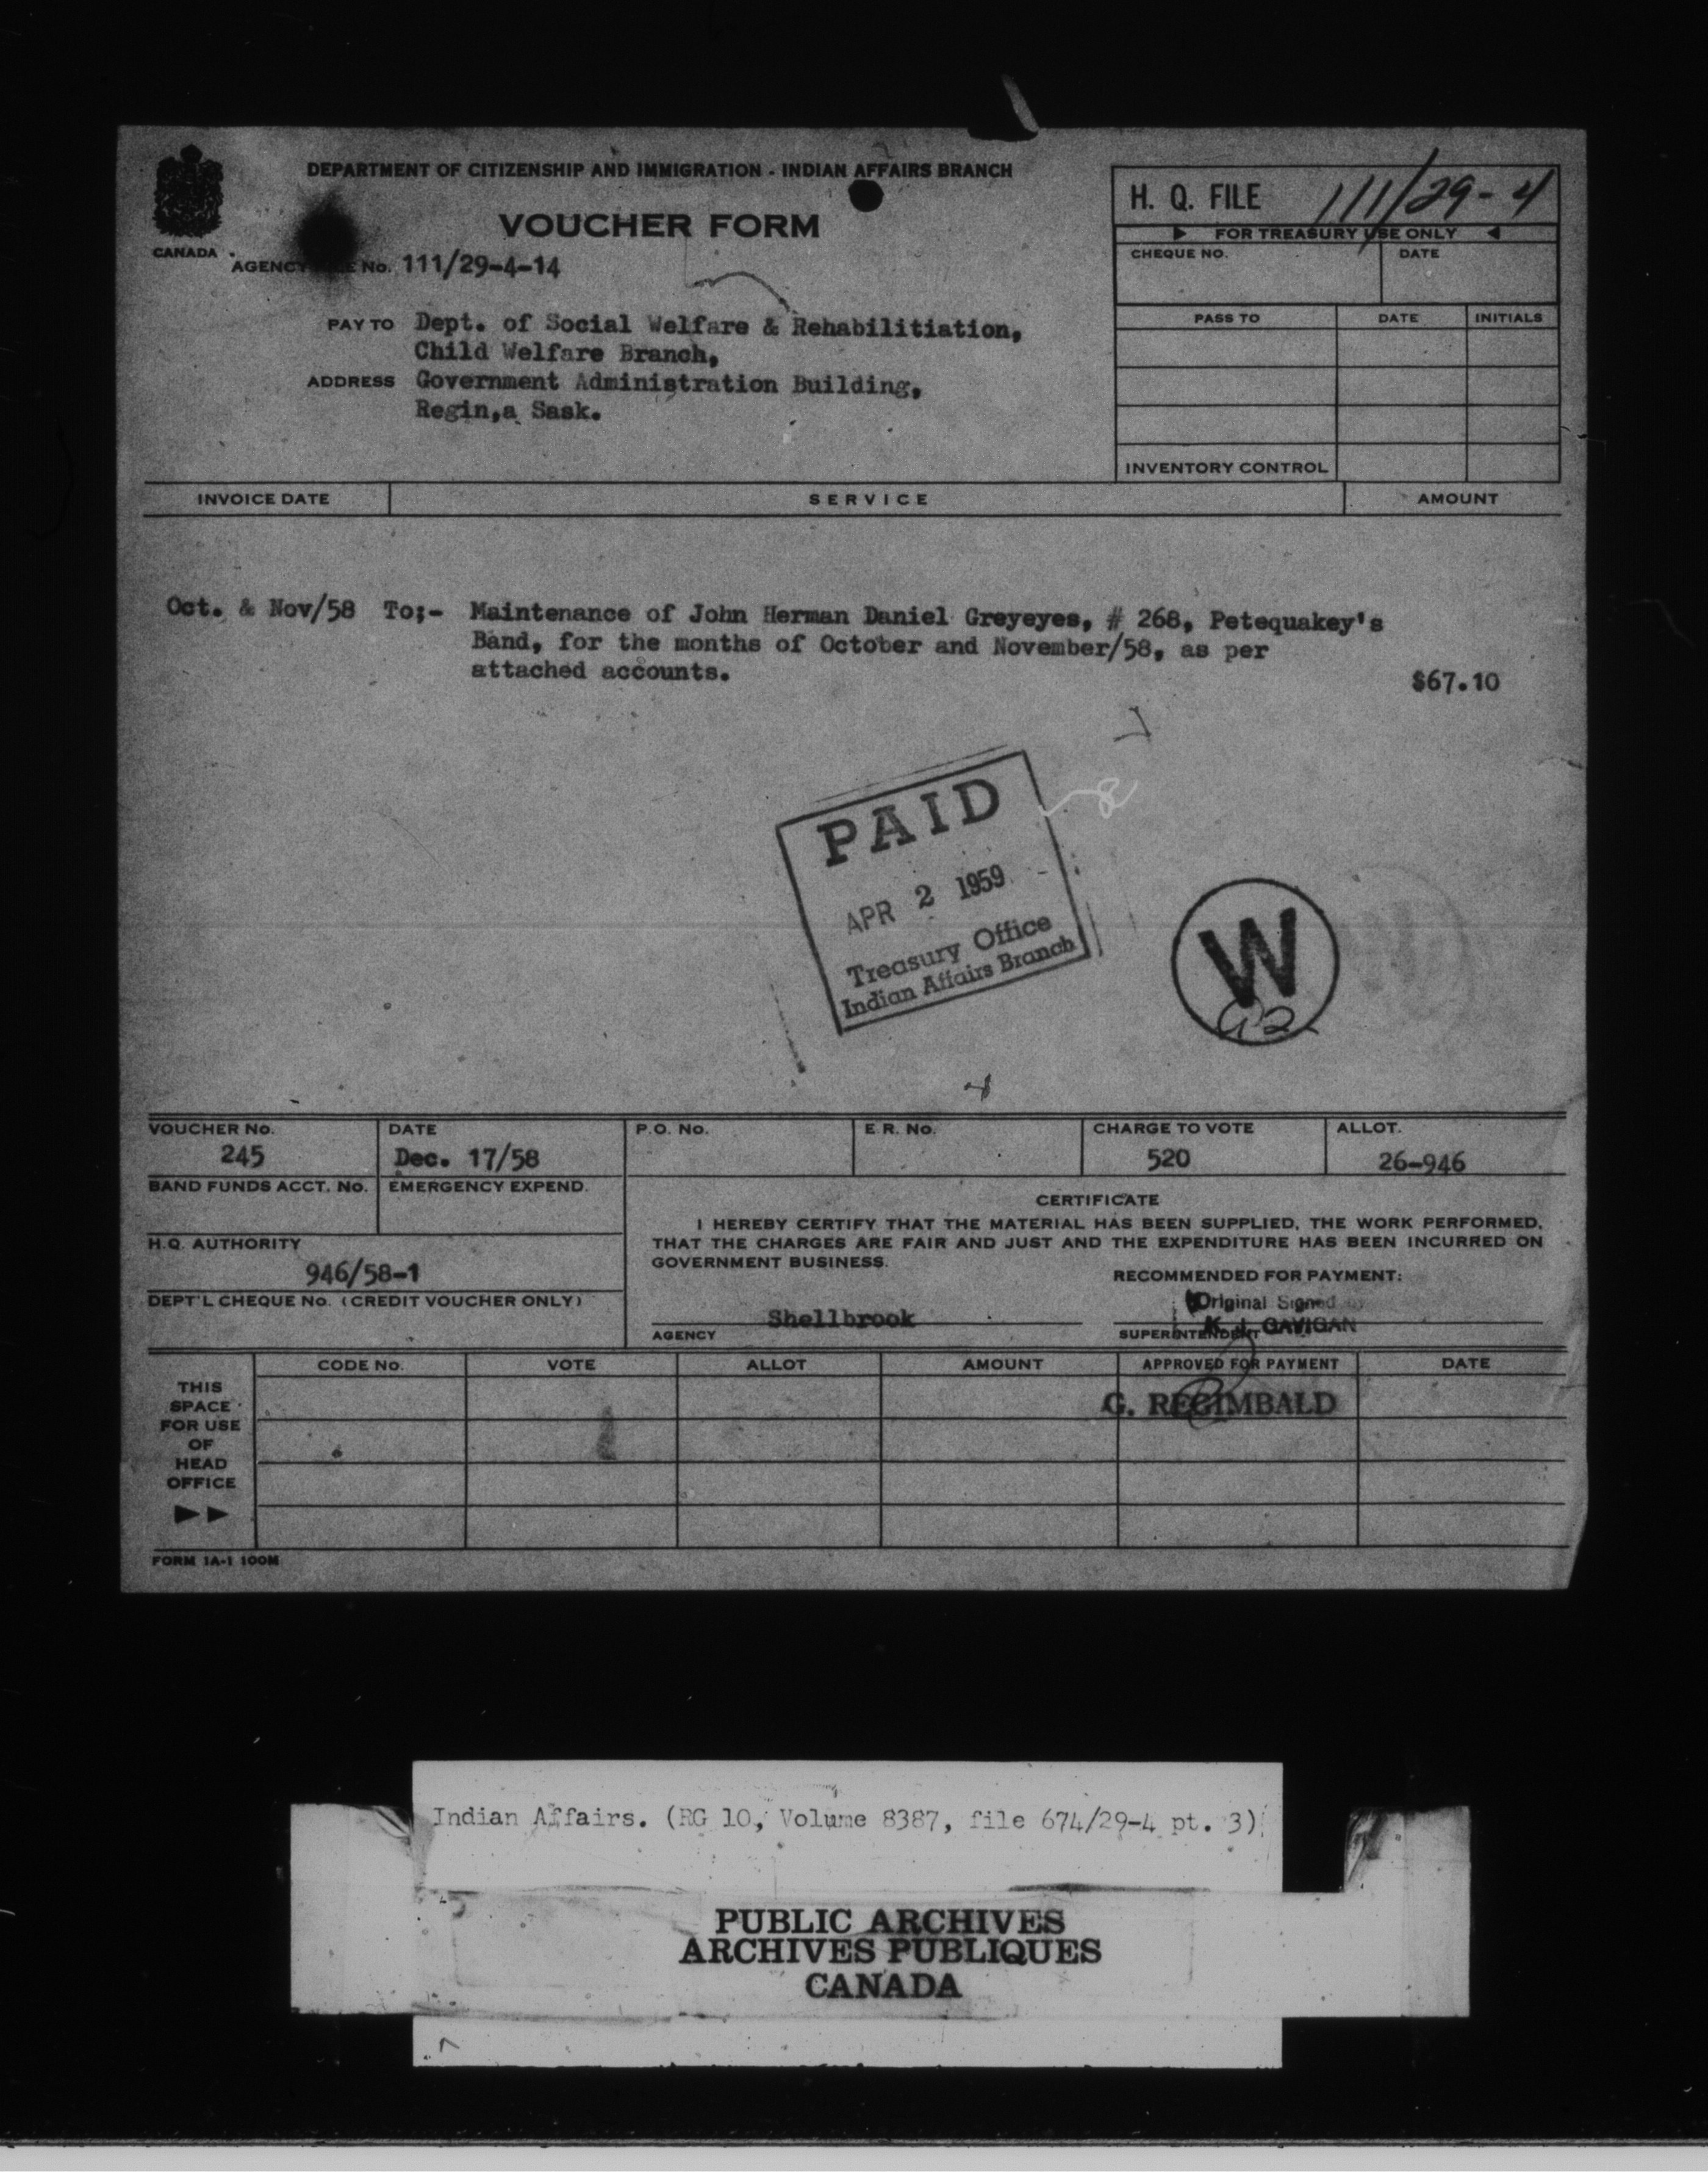 DEPARTMENT OF CITIZENSHIP AND IMMIGRATION - INDIAN AFFAIRS BRANCH
VOUCHER FORM
CANADA
AGENCY No. 111/29-4-14
H. Q. FILE 111/29-4
FOR TREASURY USE ONLY
CHEQUE NO. DATE
PASS TO DATE INITIALS
INVENTORY CONTROL
PAY TO Dept. of Social Welfare & Rehabilitiation,
Child Welfare Branch,
ADDRESS Government Administration Building,
Regin,a Sask.
INVOICE DATE SERVICE AMOUNT
Oct. & Nov/58 To;- Maintenance of John Herman Daniel Greyeyes, # 268, Petequakey's
Band, for the months of October and November/58, as per
attached accounts. $67.10
PAID
APR 2 1959
Treasury Office
Indian Affairs Branch
W
VOUCHER No. DATE P.O. No. E.R. No. CHARGE TO VOTE ALLOT.
245 Dec. 17/58 520 26-946
BAND FUNDS ACCT. No. EMERGENCY EXPEND.
H.Q. AUTHORITY
946/58-1
DEPT'L CHEQUE No. (CREDIT VOUCHER ONLY)
CERTIFICATE
I HEREBY CERTIFY THAT THE MATERIAL HAS BEEN SUPPLIED, THE WORK PERFORMED,
THAT THE CHARGES ARE FAIR AND JUST AND THE EXPENDITURE HAS BEEN INCURRED ON
GOVERNMENT BUSINESS.
RECOMMENDED FOR PAYMENT:
Original Signed
Shellbrook K. J. GAVIGAN
AGENCY SUPERINTENDENT
THIS
SPACE
FOR USE
OF
HEAD
OFFICE
CODE No. VOTE ALLOT AMOUNT APPROVED FOR PAYMENT DATE
G. REGIMBALD
FORM 1A-1 100M
Indian Affairs. (RG 10, Volume 8387, file 674/29-4 pt. 3)
PUBLIC ARCHIVES
ARCHIVES PUBLIQUES
CANADA